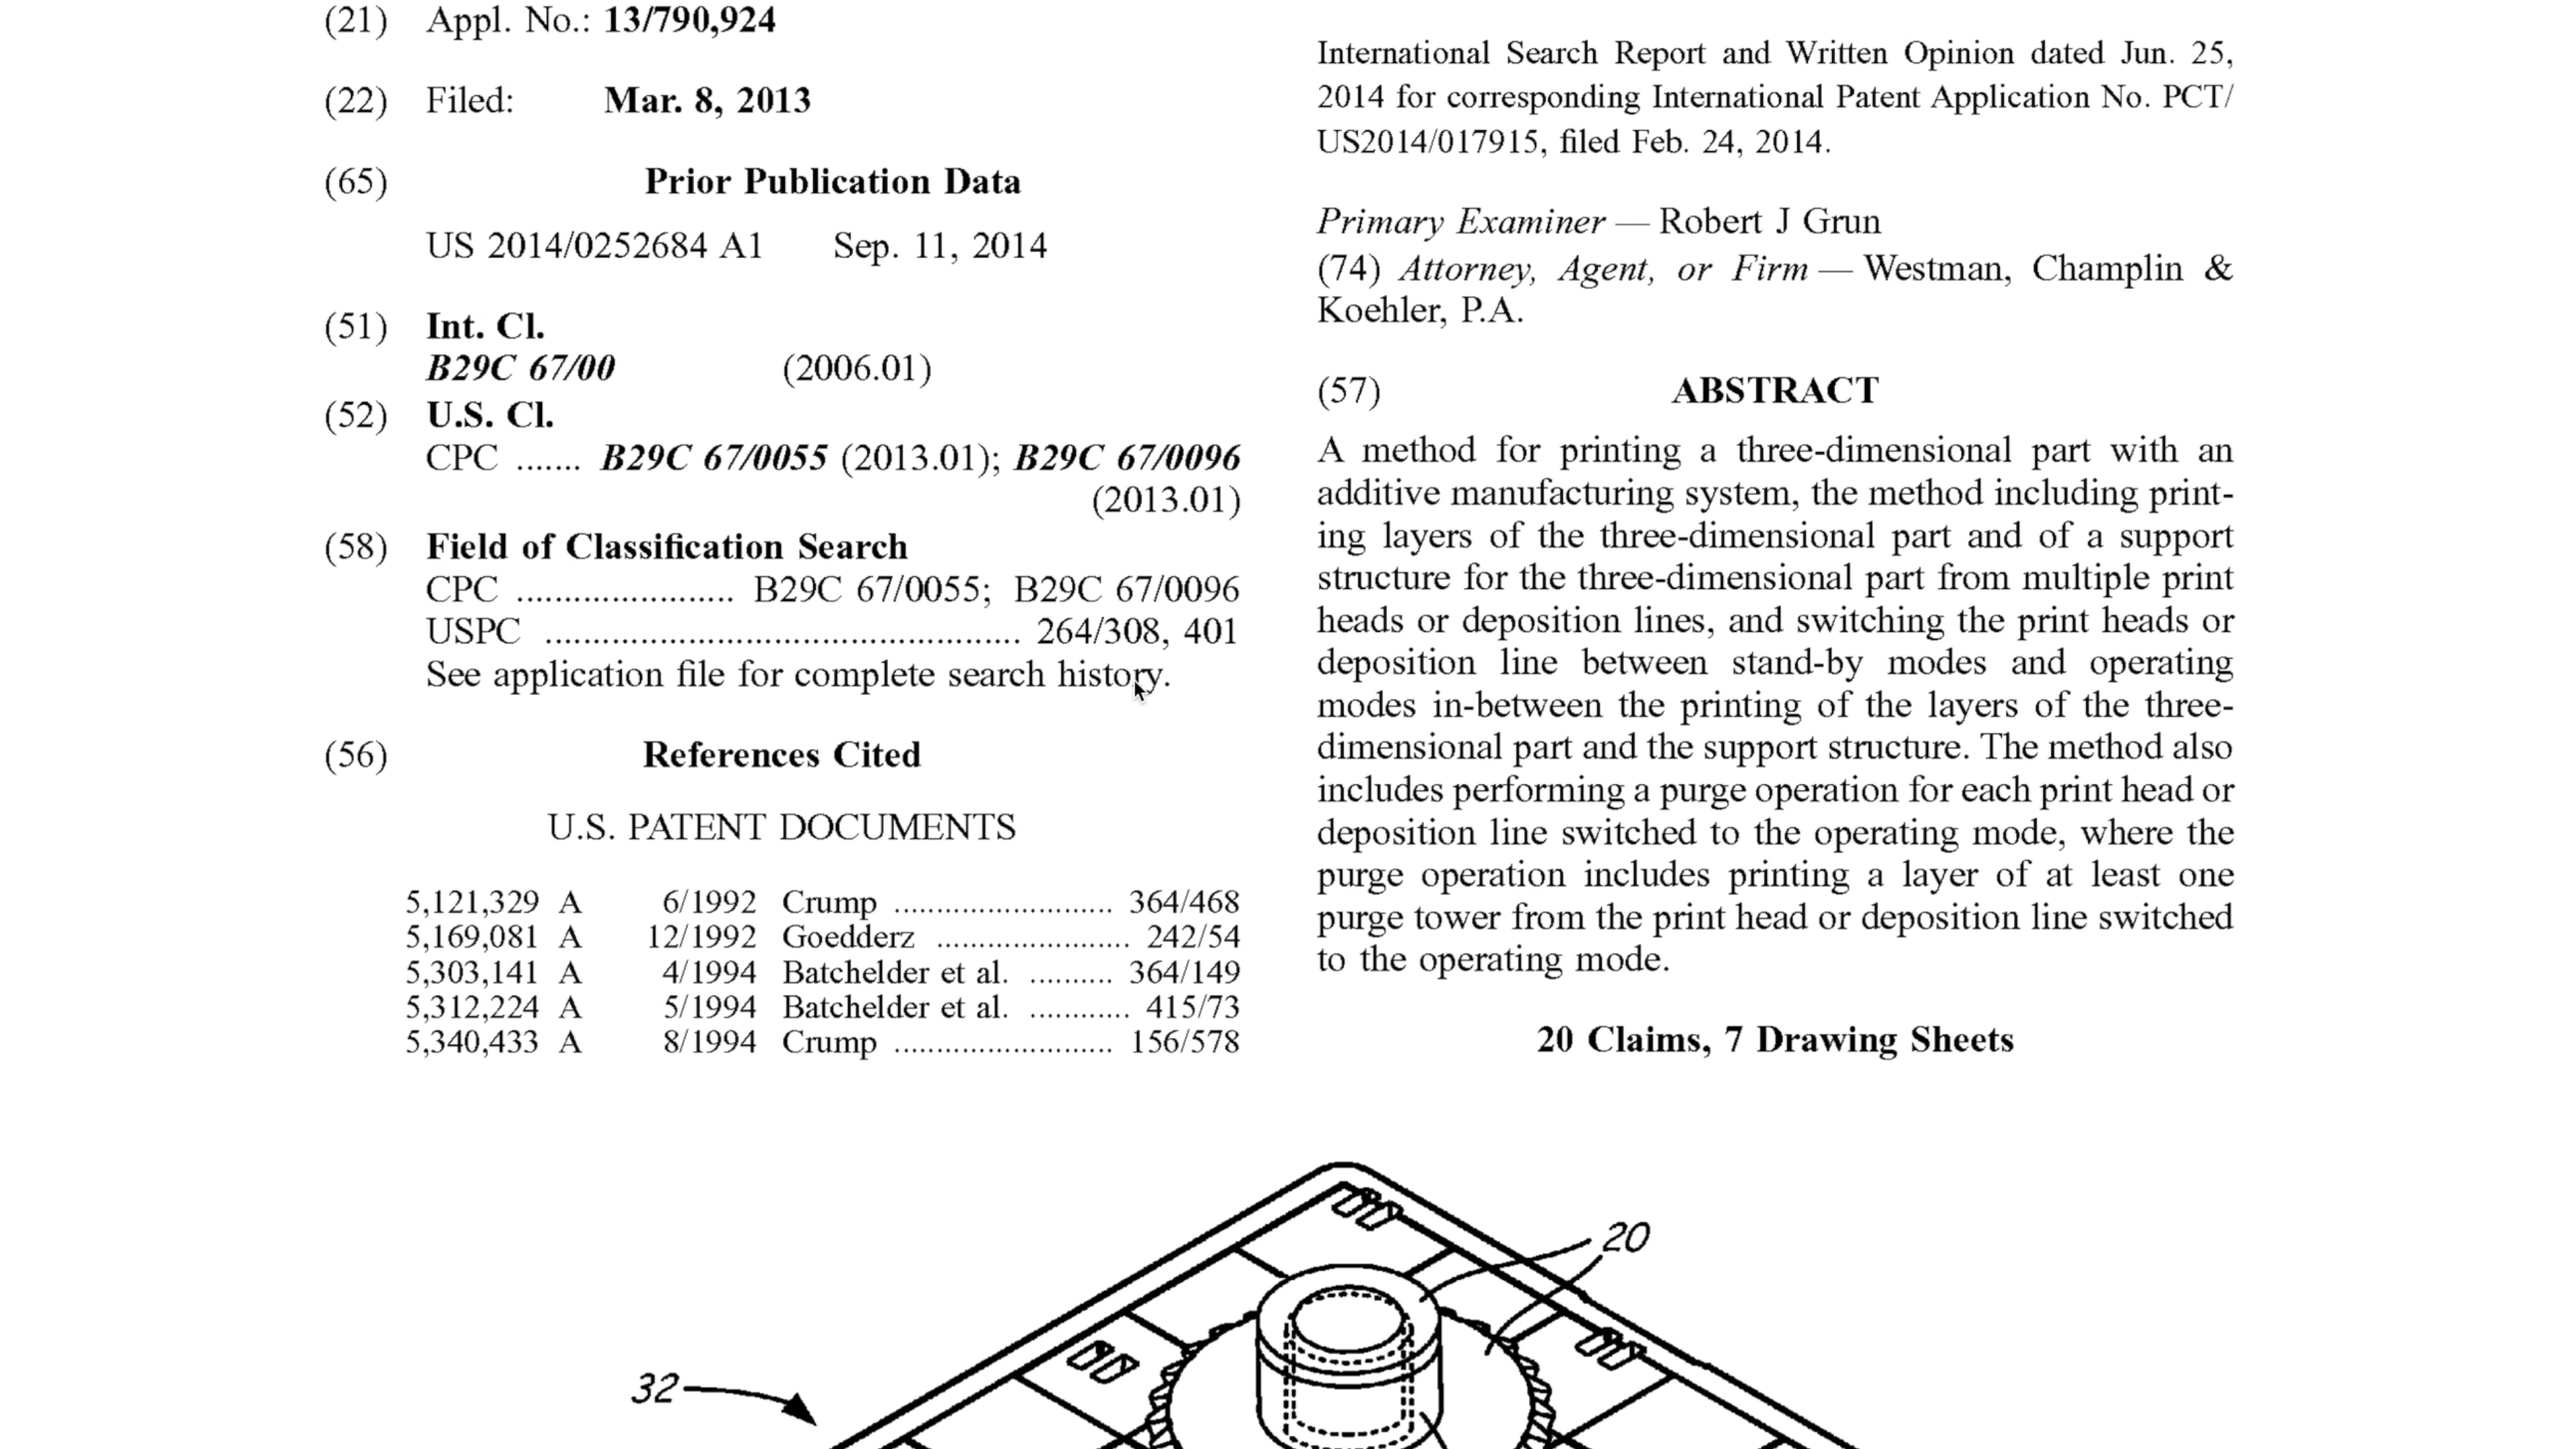 (21) Appl. No.: 13/790,924
(22) Filed: Mar. 8, 2013
(65) Prior Publication Data
US 2014/0252684 A1 Sep. 11, 2014
(51) Int. Cl.
B29C 67/00 (2006.01)
(52) U.S. Cl.
CPC ....... B29C 67/0055 (2013.01); B29C 67/0096
(2013.01)
(58) Field of Classification Search
CPC ...................... B29C 67/0055; B29C 67/0096
USPC ................................................. 264/308, 401
See application file for complete search history.
(56) References Cited
U.S. PATENT DOCUMENTS
5,121,329 A 6/1992 Crump .......................... 364/468
5,169,081 A 12/1992 Goedderz ....................... 242/54
5,303,141 A 4/1994 Batchelder et al. .......... 364/149
5,312,224 A 5/1994 Batchelder et al. ............ 415/73
5,340,433 A 8/1994 Crump .......................... 156/578
International Search Report and Written Opinion dated Jun. 25,
2014 for corresponding International Patent Application No. PCT/
US2014/017915, filed Feb. 24, 2014.
Primary Examiner — Robert J Grun
(74) Attorney, Agent, or Firm — Westman, Champlin &
Koehler, P.A.
(57) ABSTRACT
A method for printing a three-dimensional part with an
additive manufacturing system, the method including print-
ing layers of the three-dimensional part and of a support
structure for the three-dimensional part from multiple print
heads or deposition lines, and switching the print heads or
deposition line between stand-by modes and operating
modes in-between the printing of the layers of the three-
dimensional part and the support structure. The method also
includes performing a purge operation for each print head or
deposition line switched to the operating mode, where the
purge operation includes printing a layer of at least one
purge tower from the print head or deposition line switched
to the operating mode.
20 Claims, 7 Drawing Sheets
20
32